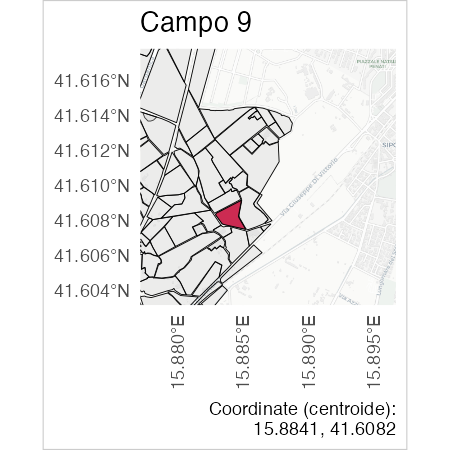 Campo 9
41.616°N
41.614°N
41.612°N
41.610°N
41.608°N
41.606°N
41.604°N
PIAZZALE NATALE
SIPO
Via Giuseppe Di Vittorio
15.880°E
15.885°E
15.890°E
15.895°E
Coordinate (centroide):
15.8841, 41.6082